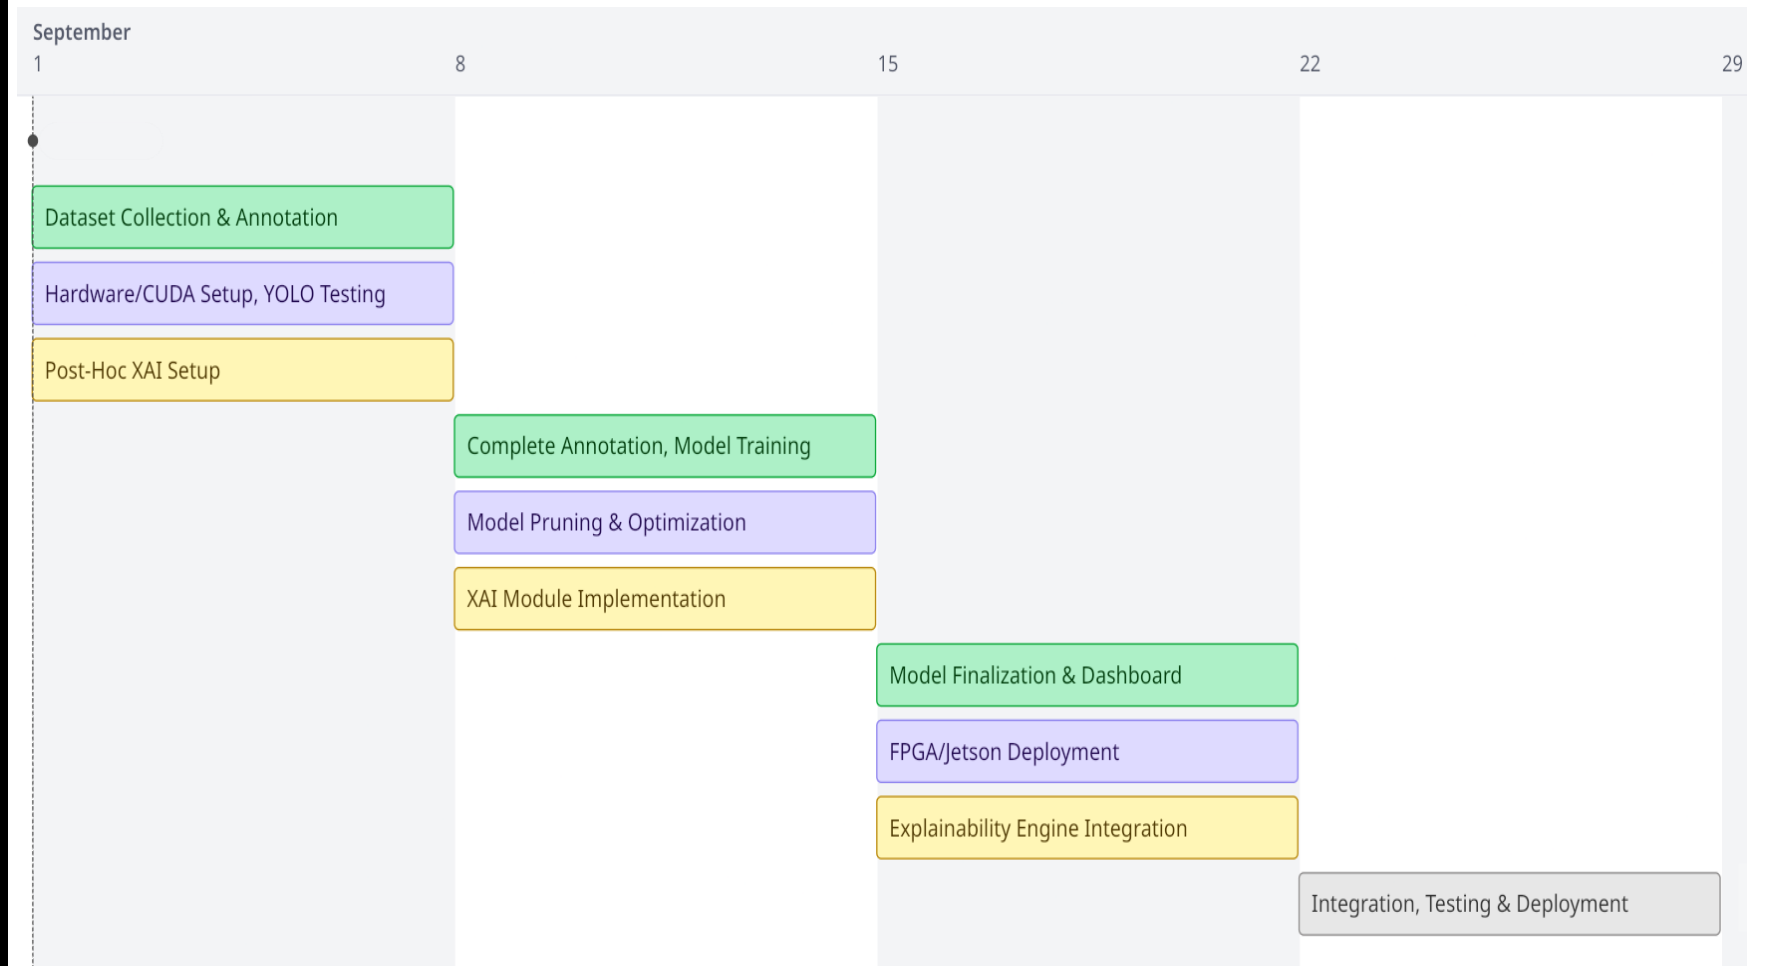 September
1 8 15 22 29
Dataset Collection & Annotation
Hardware/CUDA Setup, YOLO Testing
Post-Hoc XAI Setup
Complete Annotation, Model Training
Model Pruning & Optimization
XAI Module Implementation
Model Finalization & Dashboard
FPGA/Jetson Deployment
Explainability Engine Integration
Integration, Testing & Deployment